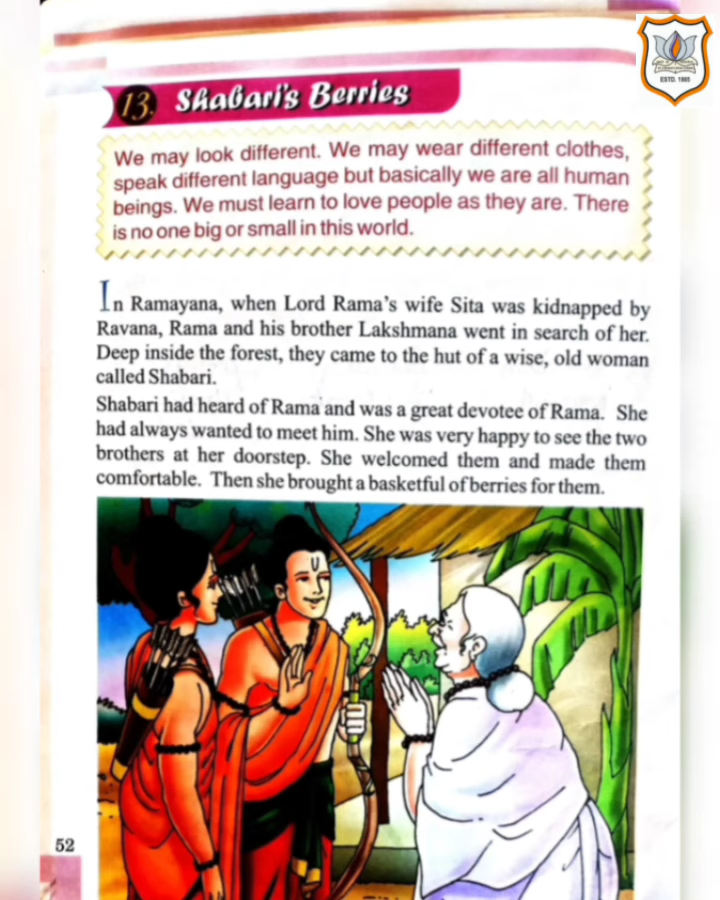 ESTD. 1985
13. Shabari's Berries
We may look different. We may wear different clothes,
speak different language but basically we are all human
beings. We must learn to love people as they are. There
is no one big or small in this world.
In Ramayana, when Lord Rama's wife Sita was kidnapped by
Ravana, Rama and his brother Lakshmana went in search of her.
Deep inside the forest, they came to the hut of a wise, old woman
called Shabari.
Shabari had heard of Rama and was a great devotee of Rama. She
had always wanted to meet him. She was very happy to see the two
brothers at her doorstep. She welcomed them and made them
comfortable. Then she brought a basketful of berries for them.
52